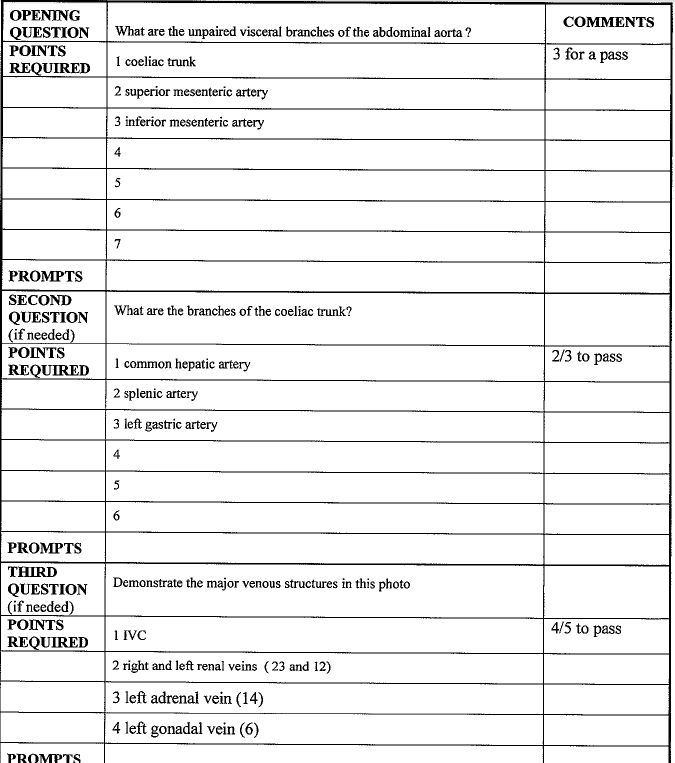 OPENING QUESTION What are the unpaired visceral branches of the abdominal aorta ? COMMENTS
POINTS REQUIRED 1 coeliac trunk 3 for a pass
2 superior mesenteric artery
3 inferior mesenteric artery
4
5
6
7
PROMPTS
SECOND QUESTION (if needed) What are the branches of the coeliac trunk?
POINTS REQUIRED 1 common hepatic artery 2/3 to pass
2 splenic artery
3 left gastric artery
4
5
6
PROMPTS
THIRD QUESTION (if needed) Demonstrate the major venous structures in this photo
POINTS REQUIRED 1 IVC 4/5 to pass
2 right and left renal veins ( 23 and 12)
3 left adrenal vein (14)
4 left gonadal vein (6)
PROMPTS